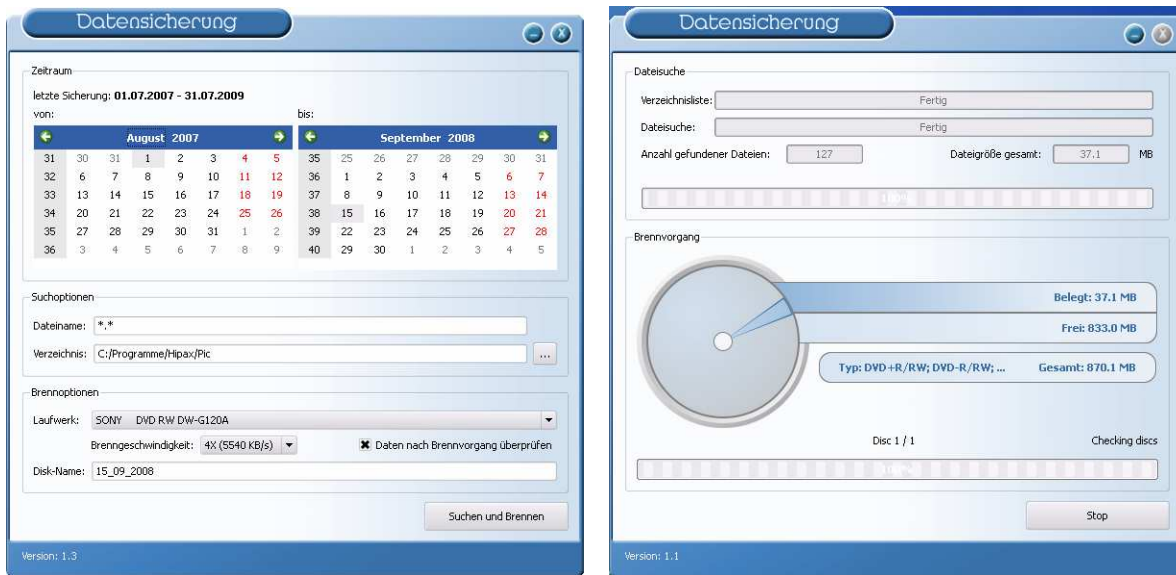 Datensicherung
Zeitraum
letzte Sicherung: 01.07.2007 - 31.07.2009
von: bis:
August 2007 September 2008
31 30 31 1 2 3 4 5 35 25 26 27 28 29 30 31
32 6 7 8 9 10 11 12 36 1 2 3 4 5 6 7
33 13 14 15 16 17 18 19 37 8 9 10 11 12 13 14
34 20 21 22 23 24 25 26 38 15 16 17 18 19 20 21
35 27 28 29 30 31 1 2 39 22 23 24 25 26 27 28
36 3 4 5 6 7 8 9 40 29 30 1 2 3 4 5
Suchoptionen
Dateiname: *.*
Verzeichnis: C:/Programme/Hipax/Pic ...
Brennoptionen
Laufwerk: SONY DVD RW DW-G120A
Brenngeschwindigkeit: 4X (5540 KB/s) Daten nach Brennvorgang überprüfen
Disk-Name: 15_09_2008
Suchen und Brennen
Version: 1.3
Datensicherung
Dateisuche
Verzeichnisliste: Fertig
Dateisuche: Fertig
Anzahl gefundener Dateien: 127 Dateigröße gesamt: 37.1 MB
100%
Brennvorgang
Belegt: 37.1 MB
Frei: 833.0 MB
Typ: DVD+R/RW; DVD-R/RW; ... Gesamt: 870.1 MB
Disc 1 / 1 Checking discs
100%
Stop
Version: 1.1